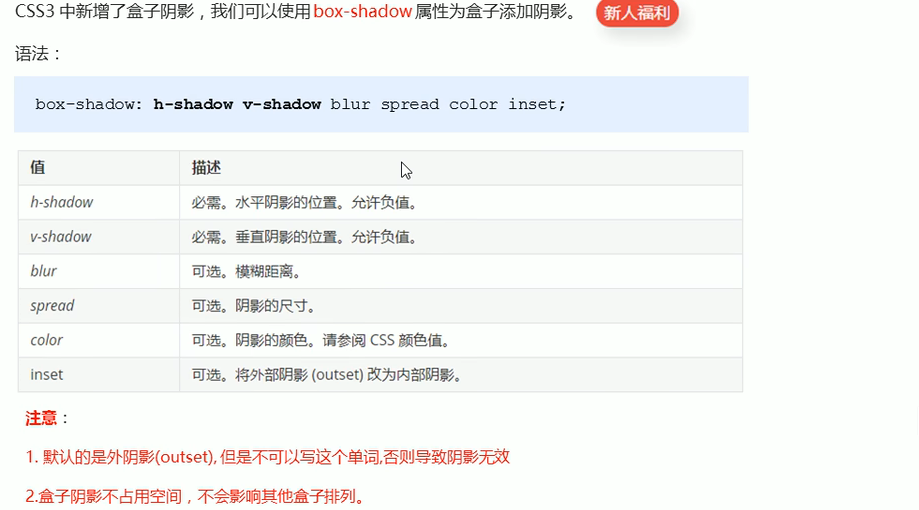 CSS3 中新增了盒子阴影，我们可以使用box-shadow属性为盒子添加阴影。 新人福利
语法：
box-shadow: h-shadow v-shadow blur spread color inset;
值 描述
h-shadow 必需。水平阴影的位置。允许负值。
v-shadow 必需。垂直阴影的位置。允许负值。
blur 可选。模糊距离。
spread 可选。阴影的尺寸。
color 可选。阴影的颜色。请参阅 CSS 颜色值。
inset 可选。将外部阴影 (outset) 改为内部阴影。
注意：
1. 默认的是外阴影(outset),但是不可以写这个单词,否则导致阴影无效
2.盒子阴影不占用空间，不会影响其他盒子排列。